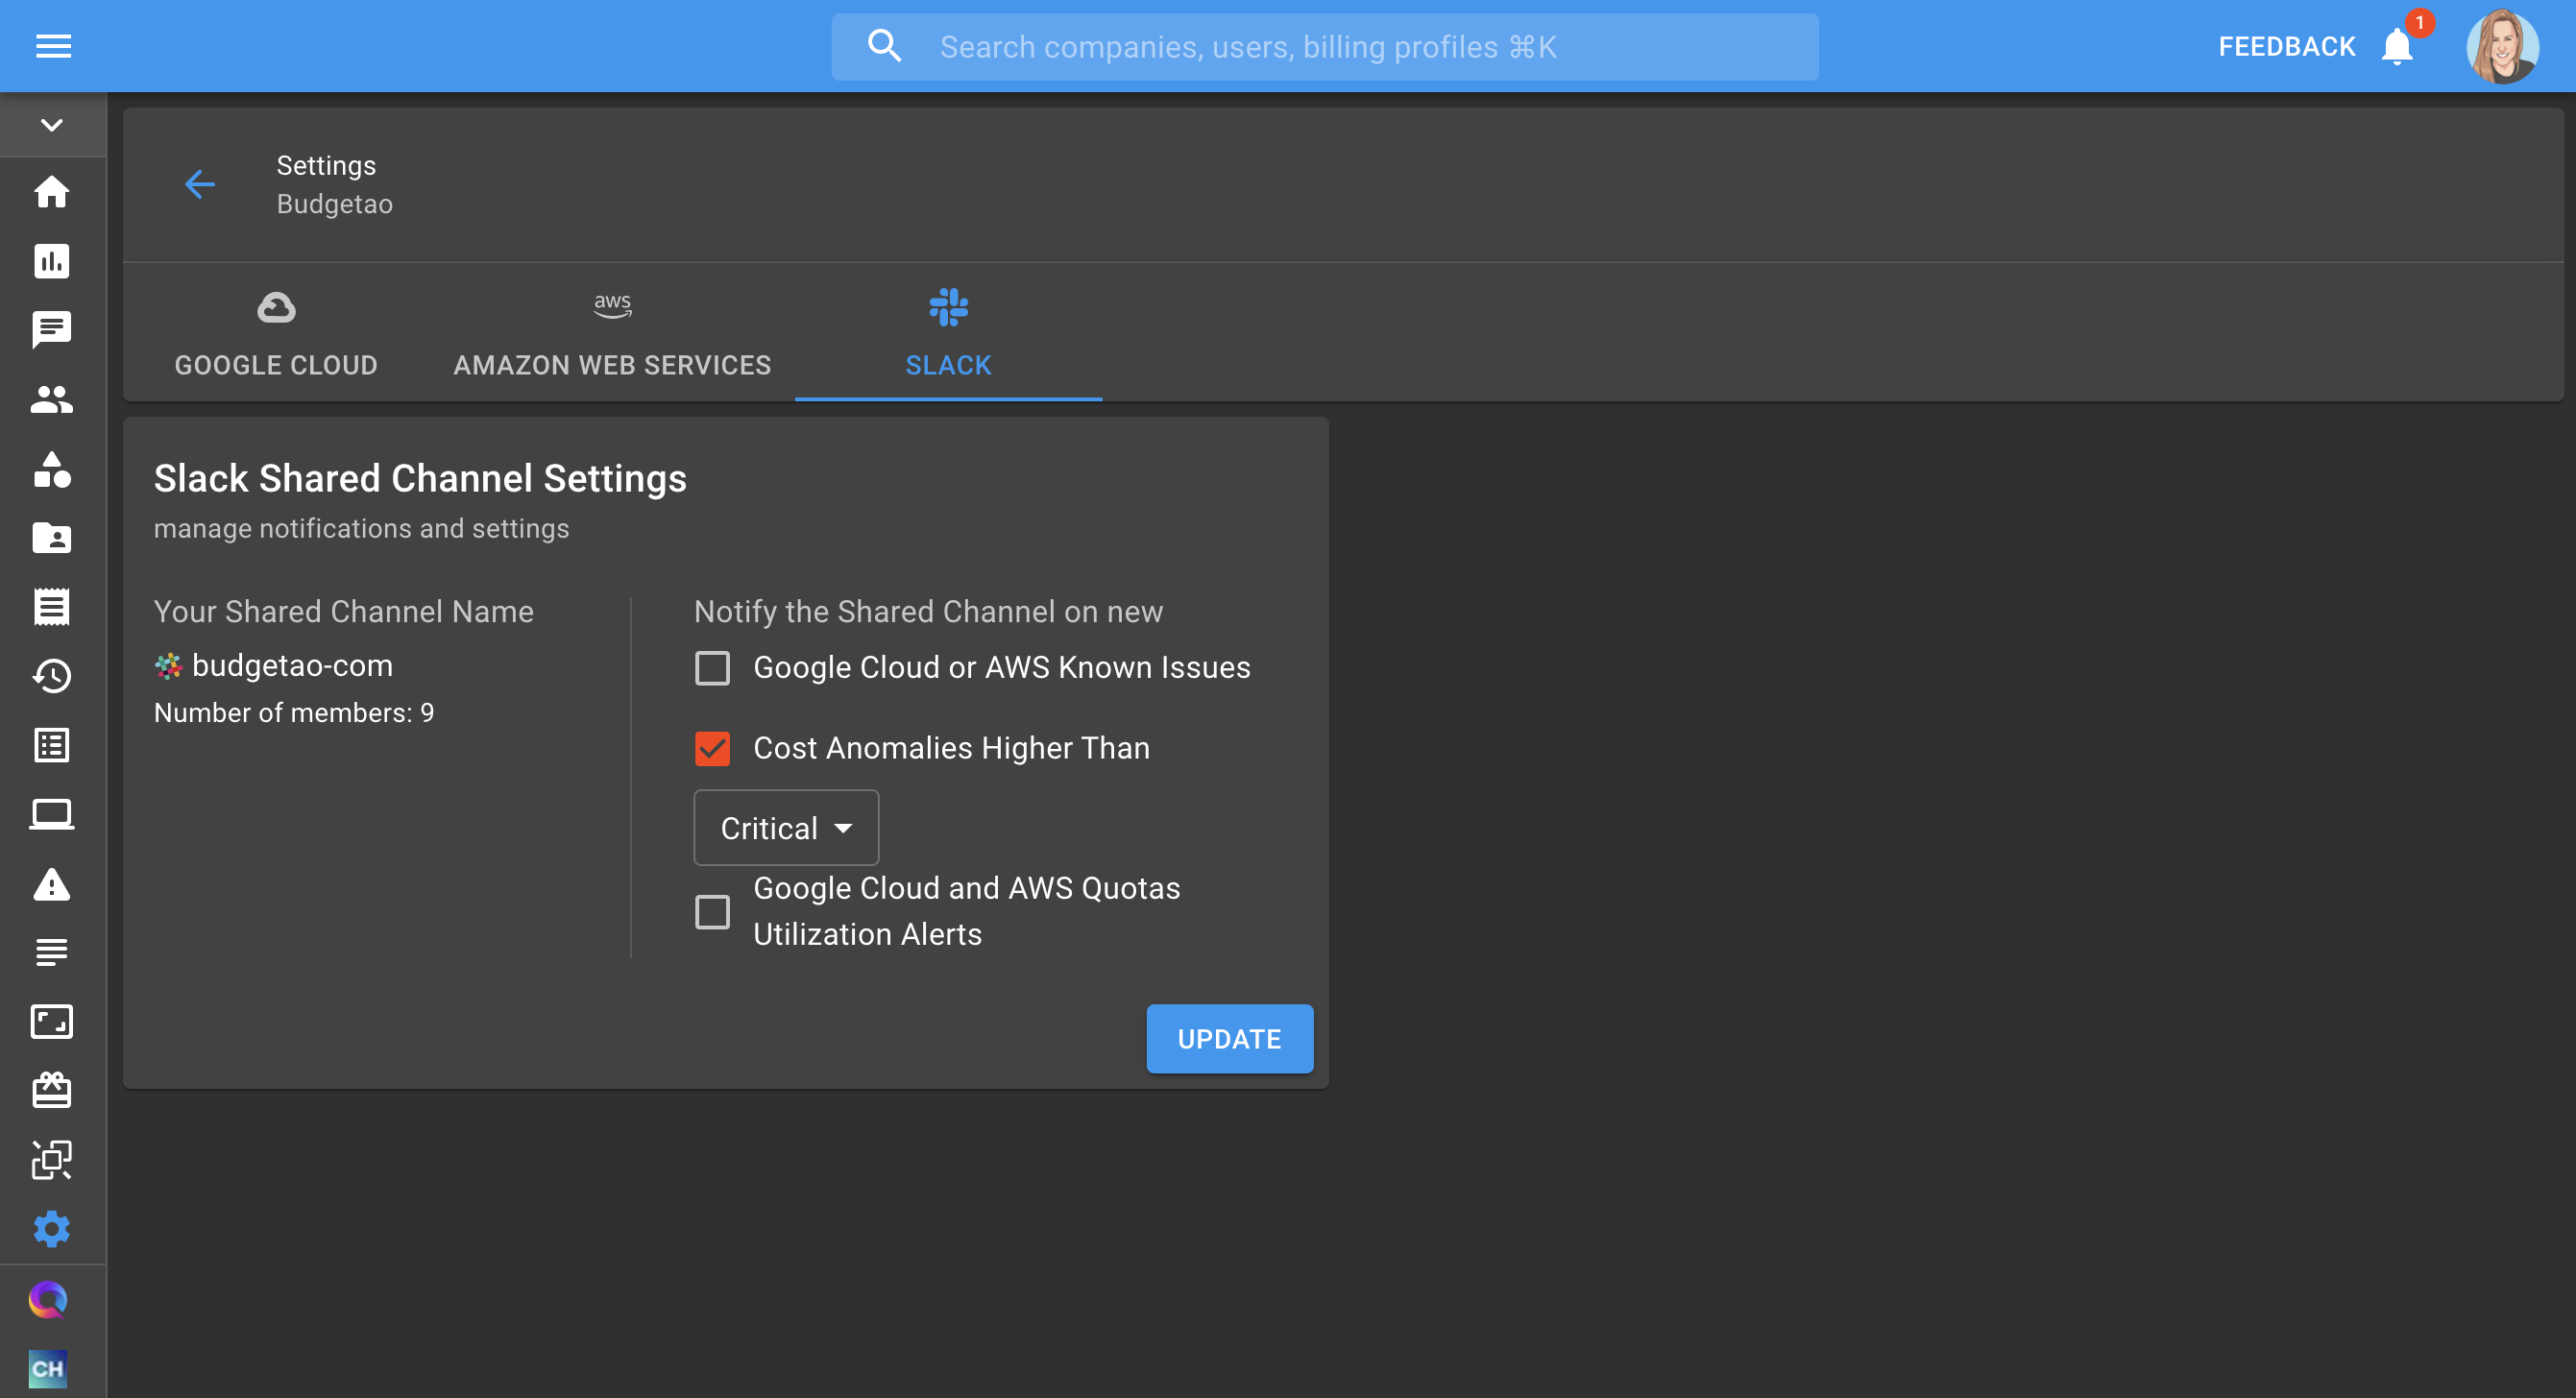 Search companies, users, billing profiles ⌘K
FEEDBACK
1
Settings
Budgetao
aws
GOOGLE CLOUD
AMAZON WEB SERVICES
SLACK
Slack Shared Channel Settings
manage notifications and settings
Your Shared Channel Name
budgetao-com
Number of members: 9
Notify the Shared Channel on new
Google Cloud or AWS Known Issues
Cost Anomalies Higher Than
Critical
Google Cloud and AWS Quotas
Utilization Alerts
UPDATE
CH